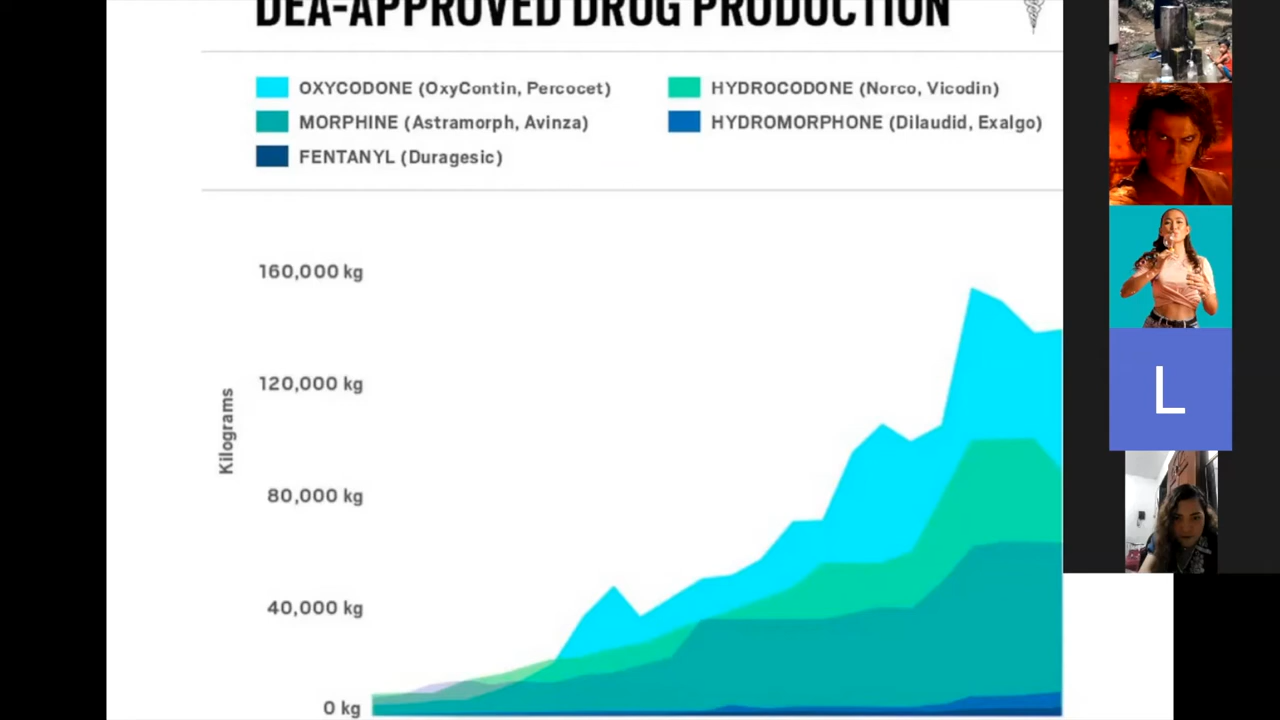 DEA-APPROVED DRUG PRODUCTION
OXYCODONE (OxyContin, Percocet)
HYDROCODONE (Norco, Vicodin)
MORPHINE (Astramorph, Avinza)
HYDROMORPHONE (Dilaudid, Exalgo)
FENTANYL (Duragesic)
160,000 kg
120,000 kg
Kilograms
80,000 kg
40,000 kg
0 kg
L